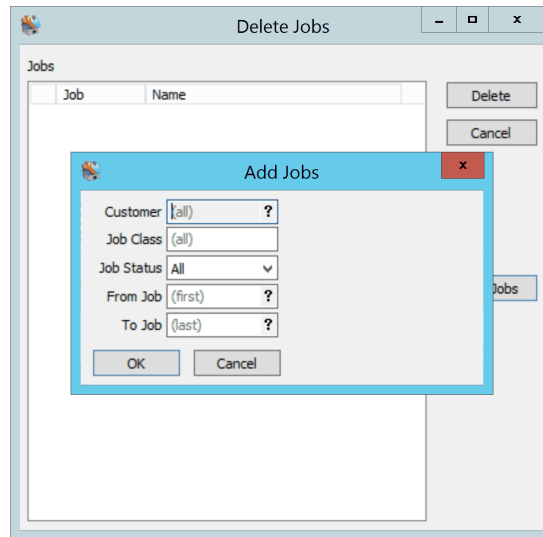 Delete Jobs
Jobs
Job Name
Delete
Cancel
Add Jobs
Customer (all) ?
Job Class (all)
Job Status All
From Job (first) ?
To Job (last) ?
OK Cancel
Jobs